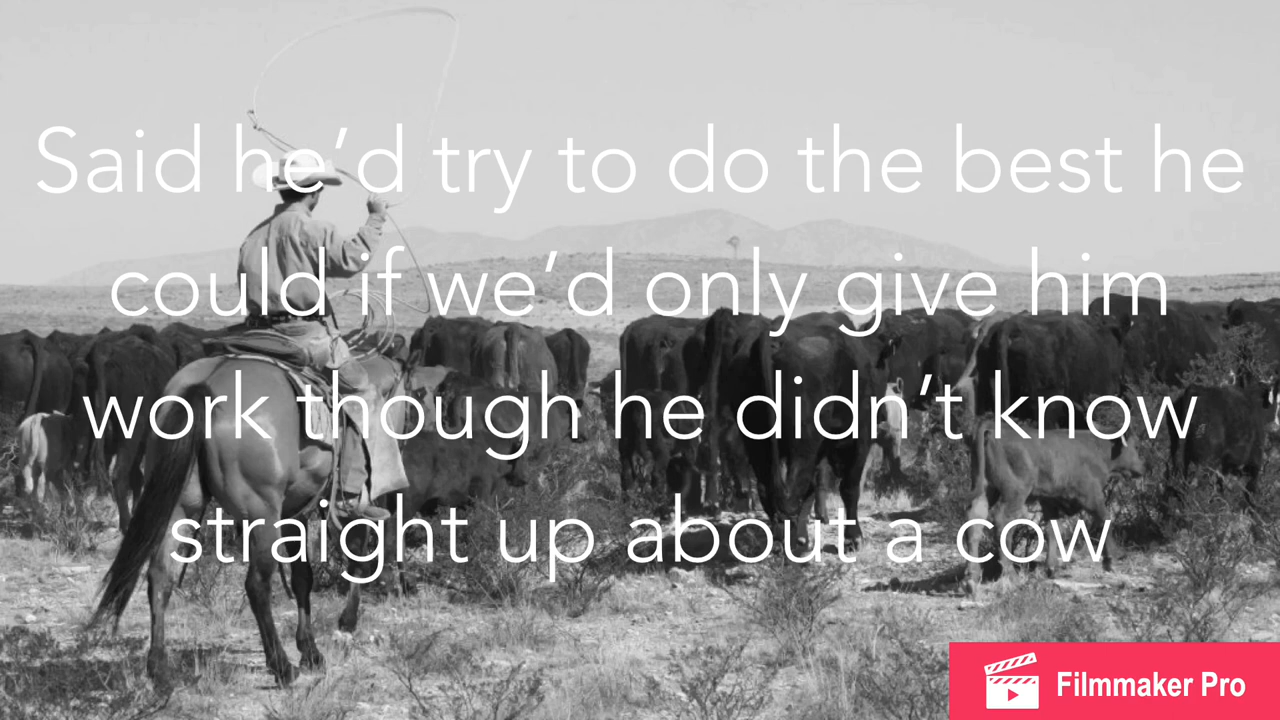 Said he’d try to do the best he
could if we’d only give him
work though he didn’t know
straight up about a cow
Filmmaker Pro